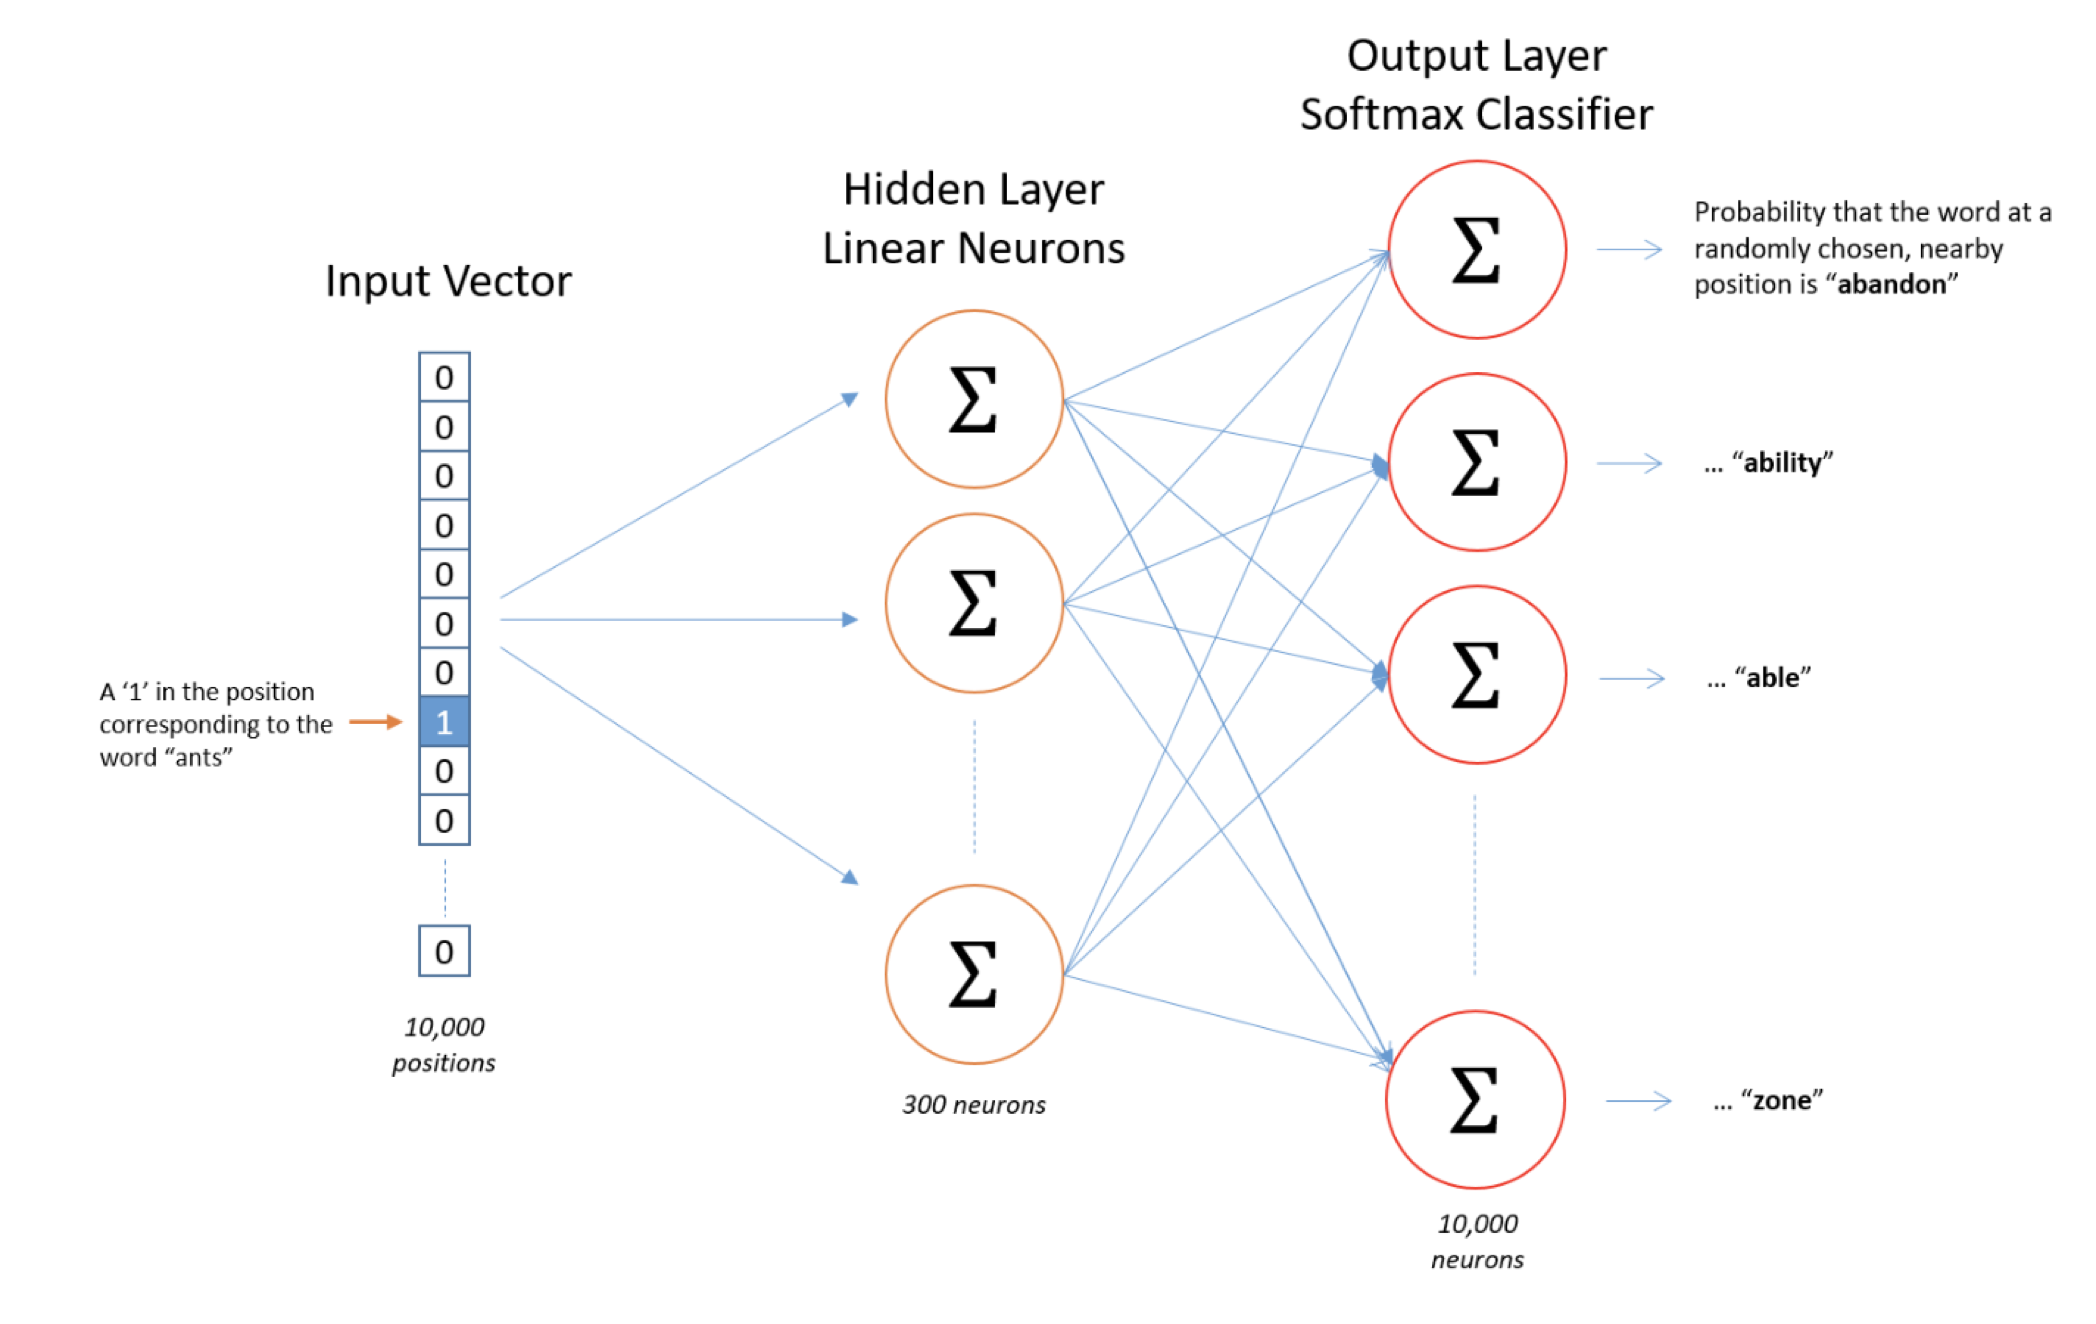 Output Layer
Softmax Classifier
Hidden Layer
Linear Neurons
Input Vector
0
0
0
0
0
0
0
1
0
0
0
A ‘1’ in the position
corresponding to the
word “ants”
10,000
positions
Σ
Σ
Σ
300 neurons
Σ
Σ
Σ
Σ
10,000
neurons
Probability that the word at a
randomly chosen, nearby
position is “abandon”
... “ability”
... “able”
... “zone”